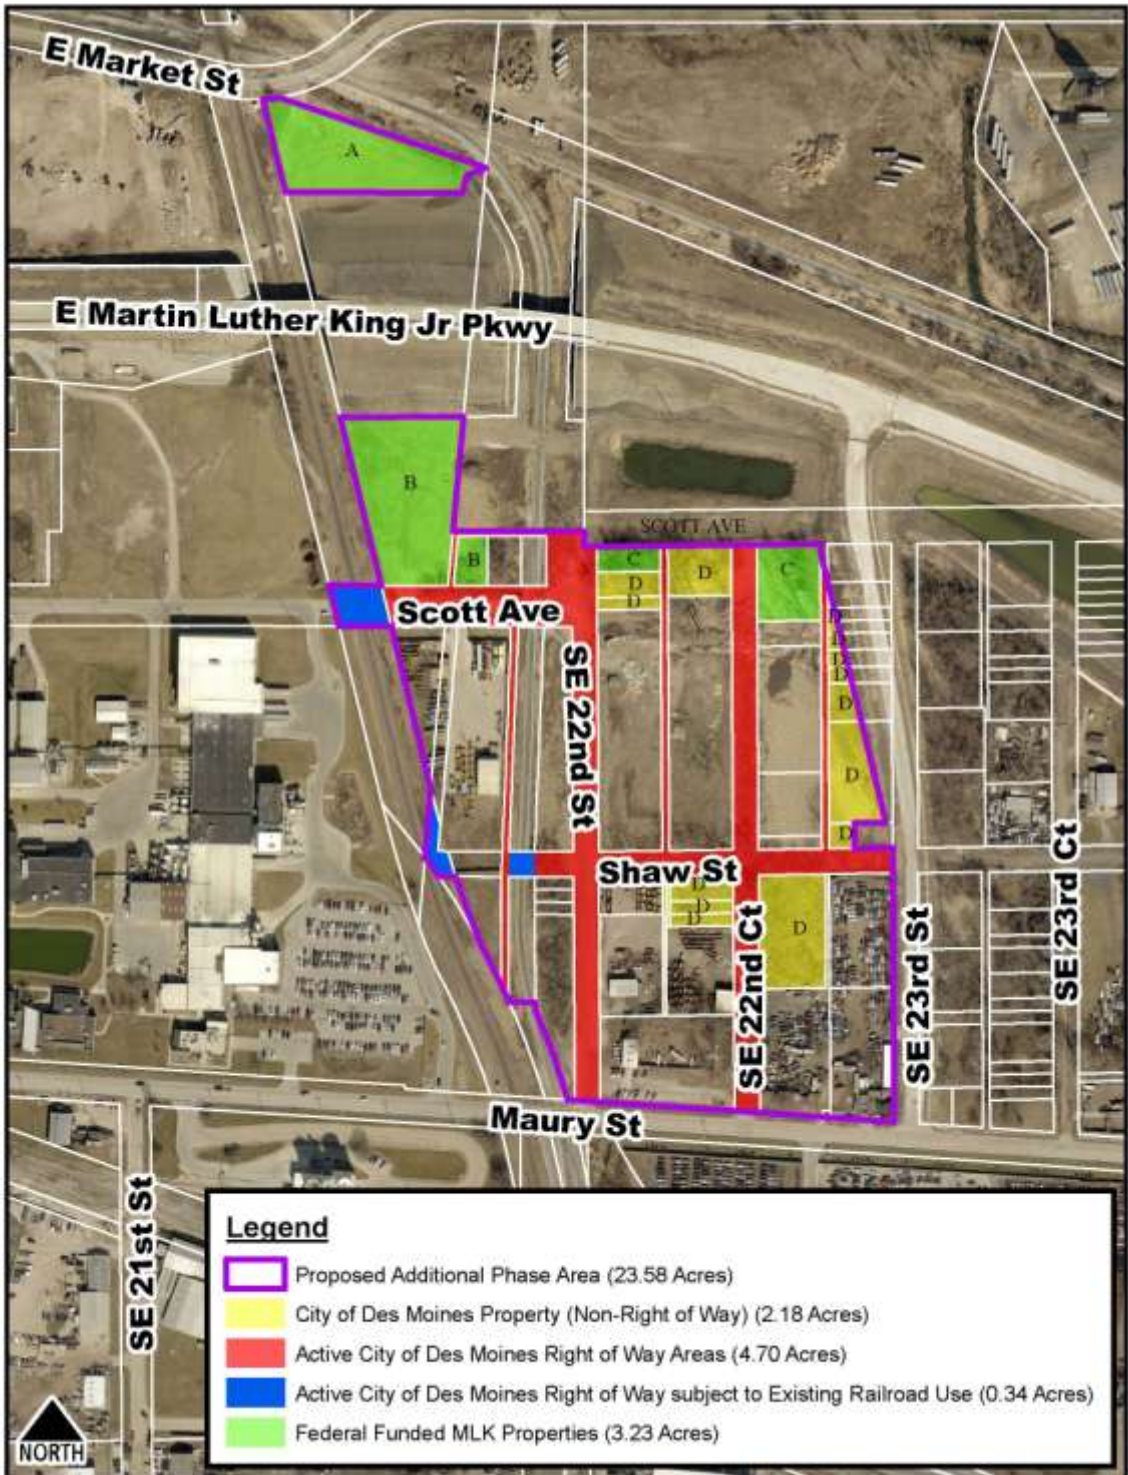 E Market St
A
E Martin Luther King Jr Pkwy
B
SCOTT AVE
B
C
D
C
D
D
Scott Ave
D
D
D
D
D
D
SE 22nd St
D
Shaw St
D
D
D
D
SE 22nd Ct
SE 23rd St
SE 23rd Ct
Maury St
SE 21st St
Legend
Proposed Additional Phase Area (23.58 Acres)
City of Des Moines Property (Non-Right of Way) (2.18 Acres)
Active City of Des Moines Right of Way Areas (4.70 Acres)
Active City of Des Moines Right of Way subject to Existing Railroad Use (0.34 Acres)
Federal Funded MLK Properties (3.23 Acres)
NORTH